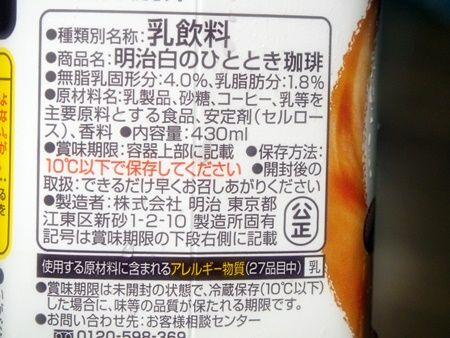 ●種類別名称:乳飲料
●商品名:明治白のひととき珈琲
●無脂乳固形分:4.0%、乳脂肪分:1.8%
●原材料名:乳製品、砂糖、コーヒー、乳等を
主要原料とする食品、安定剤(セルロー
ス)、香料 ●内容量:430ml
●賞味期限:容器上部に記載 ●保存方法:
10℃以下で保存してください ●開封後の
取扱:できるだけ早くお召しあがりください
●製造者:株式会社 明治 東京都
江東区新砂1-2-10 製造所固有
記号は賞味期限の下段右側に記載
公正
使用する原材料に含まれるアレルギー物質(27品目中) 乳
●賞味期限は未開封の状態で、冷蔵保存(10℃以下)
した場合に、味等の品質が保たれる期限です。
●お問い合わせ先:お客様相談センター
0120-598-369